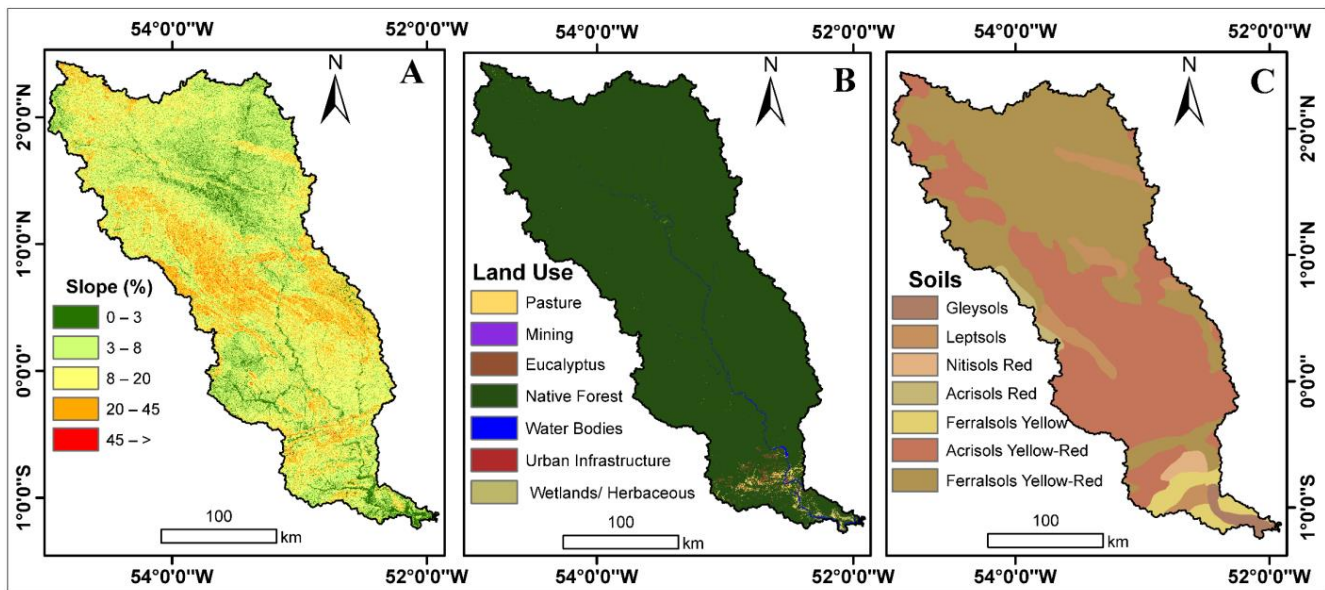 54°0'0"W 52°0'0"W 54°0'0"W 52°0'0"W 54°0'0"W 52°0'0"W
A
N
2°0'0"N
1°0'0"N
0°0'0"
1°0'0"S
Slope (%)
0 – 3
3 – 8
8 – 20
20 – 45
45 – >
100
km
B
N
Land Use
Pasture
Mining
Eucalyptus
Native Forest
Water Bodies
Urban Infrastructure
Wetlands/ Herbaceous
100
km
C
N
Soils
Gleysols
Leptsols
Nitisols Red
Acrisols Red
Ferralsols Yellow
Acrisols Yellow-Red
Ferralsols Yellow-Red
100
km
2°0'0"N
1°0'0"N
0°0'0"
1°0'0"S
54°0'0"W 52°0'0"W 54°0'0"W 52°0'0"W 54°0'0"W 52°0'0"W